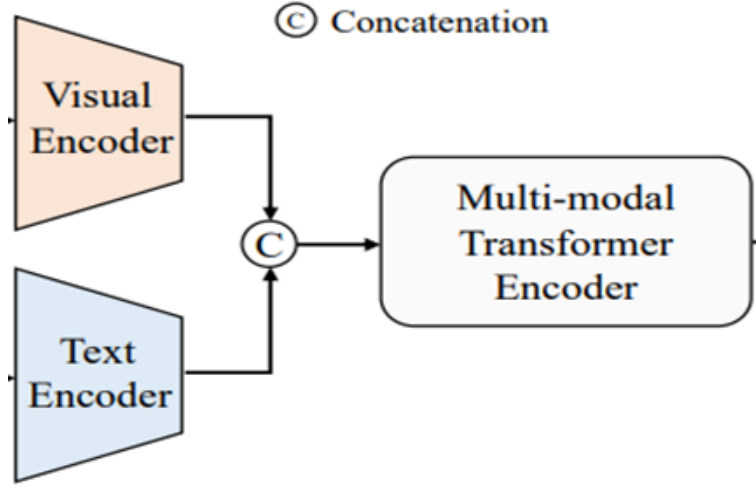 Ⓒ Concatenation
Visual
Encoder
C
Multi-modal
Transformer
Encoder
Text
Encoder